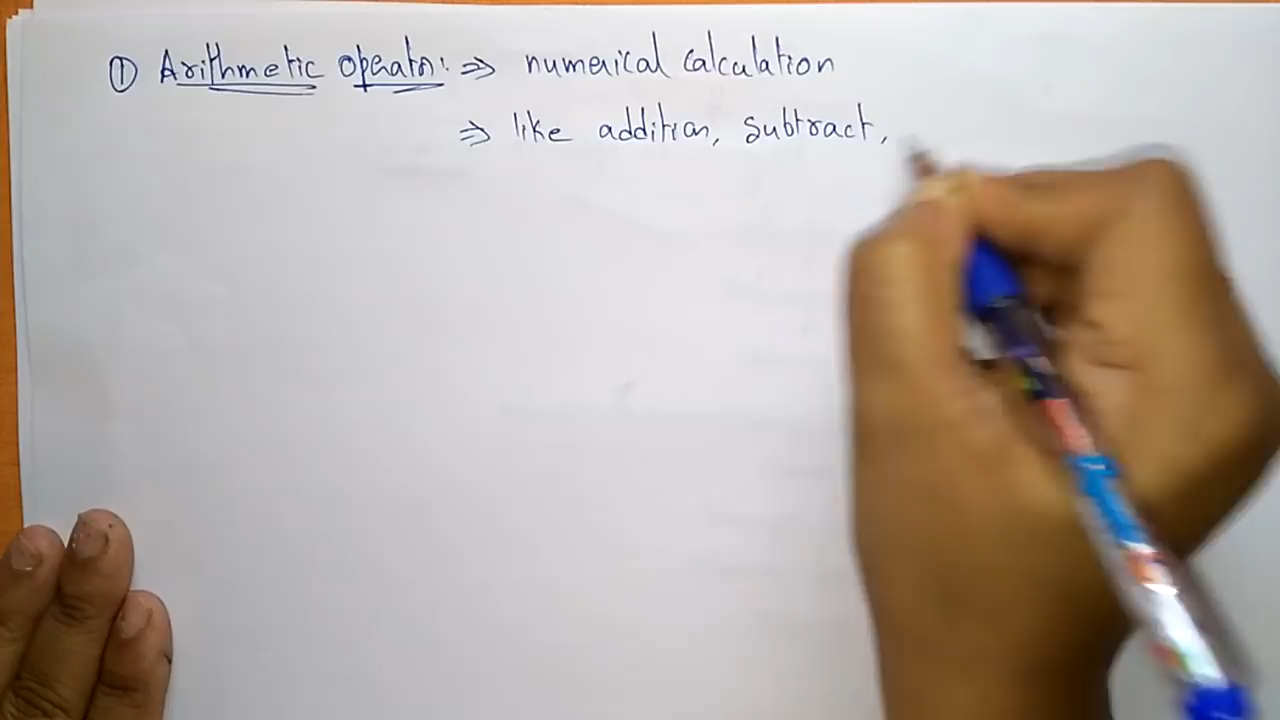 ① Arithmetic operator: ⇒ numerical calculation
⇒ like addition, subtract,